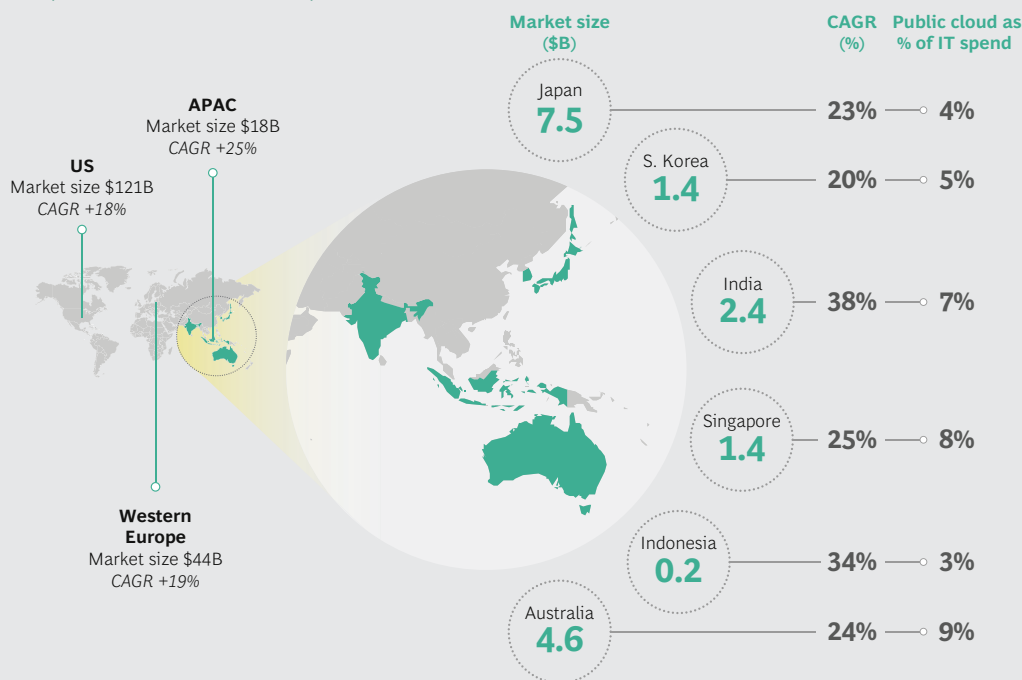 Market size
($B)
CAGR
(%)
Public cloud as
% of IT spend
Japan
7.5
23%
4%
APAC
Market size $18B
CAGR +25%
S. Korea
1.4
20%
5%
US
Market size $121B
CAGR +18%
India
2.4
38%
7%
Singapore
1.4
25%
8%
Western
Europe
Market size $44B
CAGR +19%
Indonesia
0.2
34%
3%
Australia
4.6
24%
9%